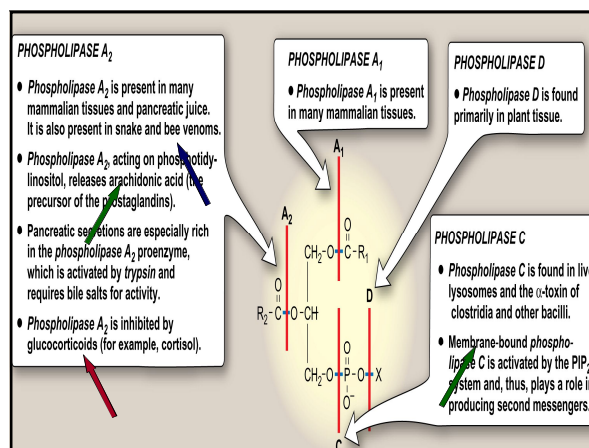 PHOSPHOLIPASE A2
• Phospholipase A2 is present in many
mammalian tissues and pancreatic juice.
It is also present in snake and bee venoms.
• Phospholipase A2, acting on phosphotidy-
linositol, releases arachidonic acid (the
precursor of the prostaglandins).
• Pancreatic secretions are especially rich
in the phospholipase A2 proenzyme,
which is activated by trypsin and
requires bile salts for activity.
• Phospholipase A2 is inhibited by
glucocorticoids (for example, cortisol).
PHOSPHOLIPASE A1
• Phospholipase A1 is present
in many mammalian tissues.
PHOSPHOLIPASE D
• Phospholipase D is found
primarily in plant tissue.
PHOSPHOLIPASE C
• Phospholipase C is found in live
lysosomes and the α-toxin of
clostridia and other bacilli.
• Membrane-bound phospho-
lipase C is activated by the PIP2
system and, thus, plays a role in
producing second messengers.
A1
A2
O
CH2-O-C-R1
O
D
R2-C-O-CH
O
CH2-O-P-O-X
O-
C